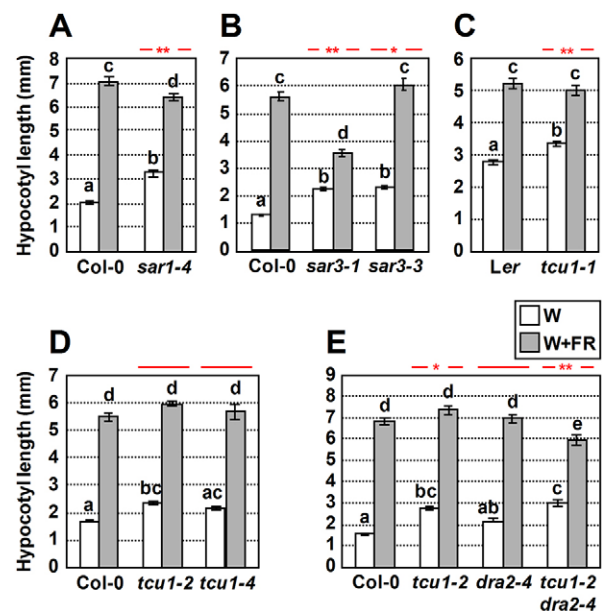 A
**
Hypocotyl length (mm)
8
7
6
5
4
3
2
1
0
a
c
b
d
Col-0 sar1-4
B
** *
6
5
4
3
2
1
0
a
c
b
d
b
c
Col-0 sar3-1 sar3-3
C
**
6
5
4
3
2
1
0
a
c
b
c
Ler tcu1-1
W
W+FR
D
Hypocotyl length (mm)
8
7
6
5
4
3
2
1
0
a
d
bc
d
ac
d
Col-0 tcu1-2 tcu1-4
E
* **
9
8
7
6
5
4
3
2
1
0
a
d
bc
d
ab
d
c
e
Col-0 tcu1-2 dra2-4 tcu1-2
dra2-4